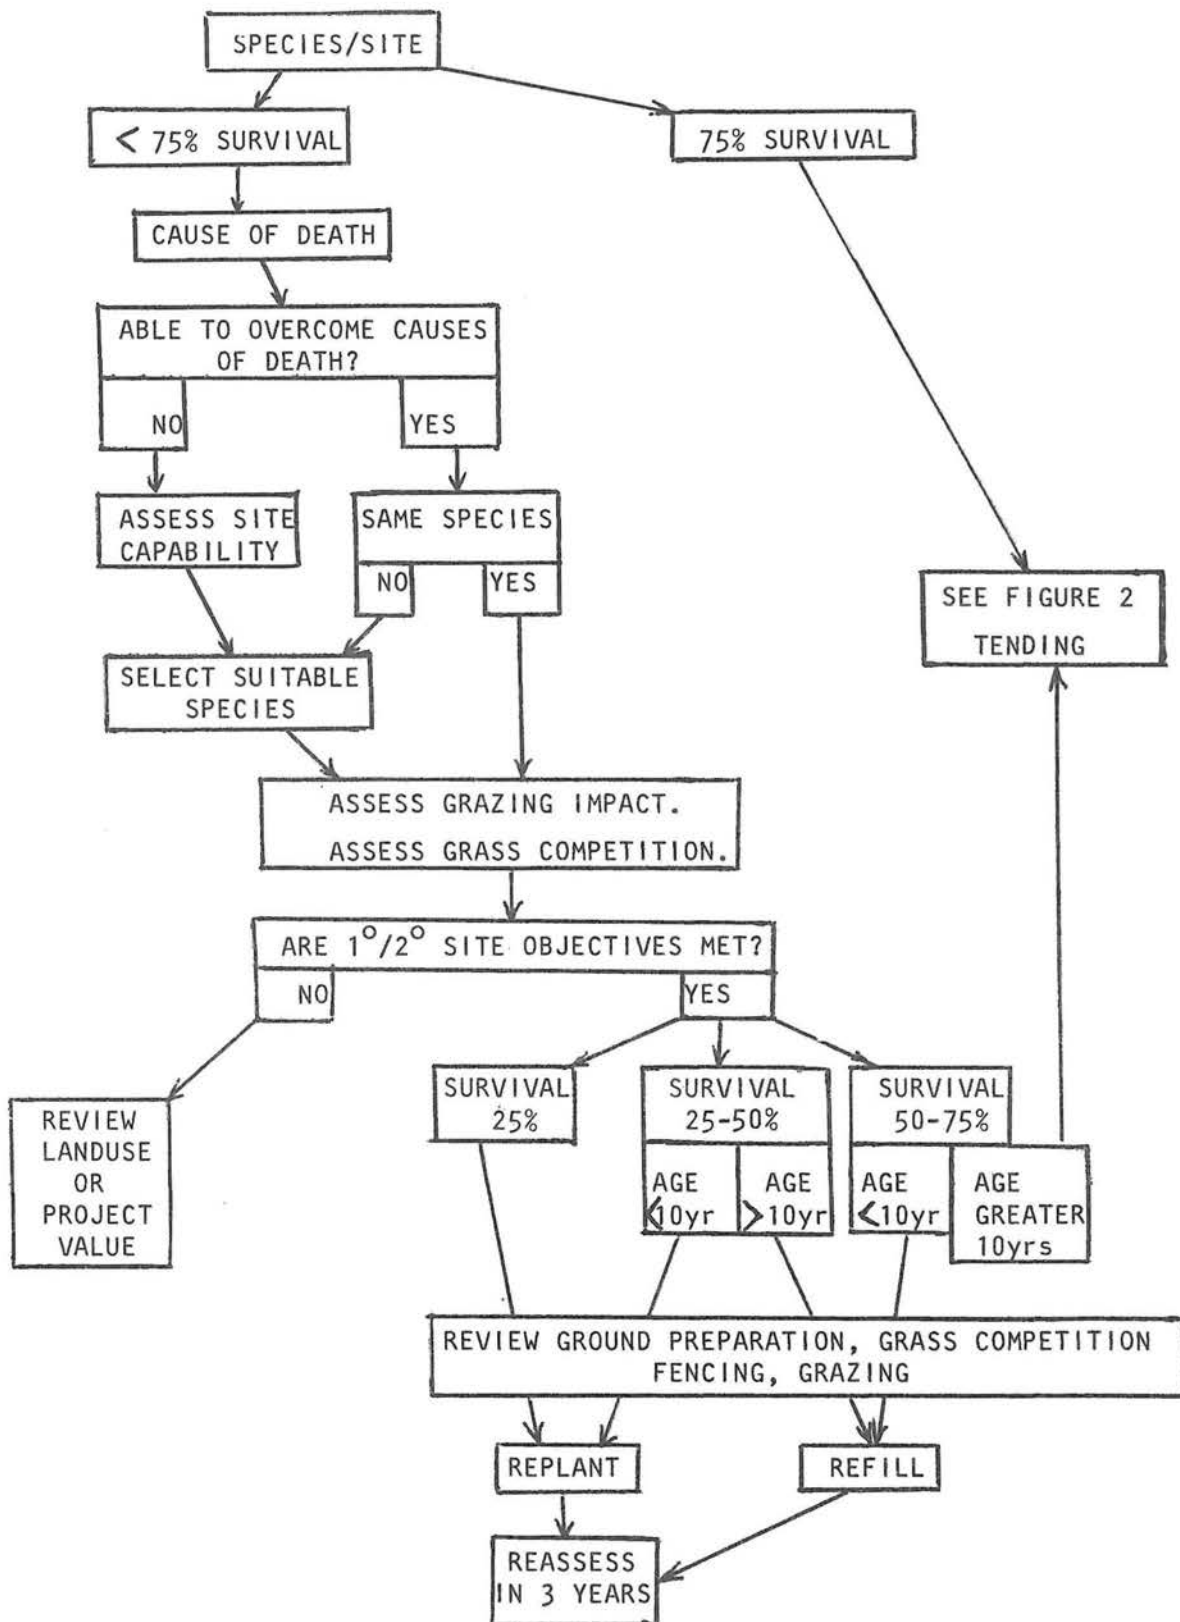 SPECIES/SITE
< 75% SURVIVAL
75% SURVIVAL
CAUSE OF DEATH
ABLE TO OVERCOME CAUSES
OF DEATH?
NO
YES
ASSESS SITE
CAPABILITY
SAME SPECIES
NO
YES
SEE FIGURE 2
TENDING
SELECT SUITABLE
SPECIES
ASSESS GRAZING IMPACT.
ASSESS GRASS COMPETITION.
ARE 1°/2° SITE OBJECTIVES MET?
NO
YES
REVIEW
LANDUSE
OR
PROJECT
VALUE
SURVIVAL
25%
SURVIVAL
25-50%
AGE
<10yr
AGE
>10yr
SURVIVAL
50-75%
AGE
<10yr
AGE
GREATER
10yrs
REVIEW GROUND PREPARATION, GRASS COMPETITION
FENCING, GRAZING
REPLANT
REFILL
REASSESS
IN 3 YEARS